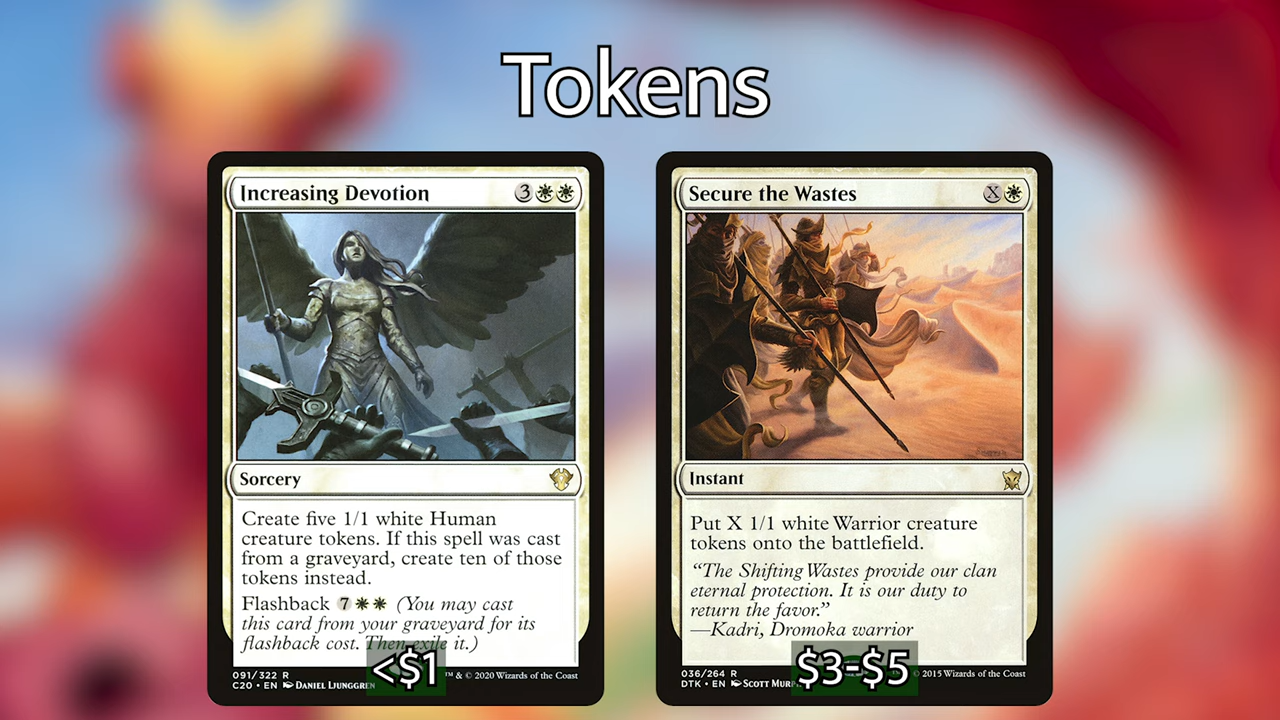 Tokens
Increasing Devotion 3
Sorcery
Create five 1/1 white Human
creature tokens. If this spell was cast
from a graveyard, create ten of those
tokens instead.
Flashback 7 (You may cast
this card from your graveyard for its
flashback cost. Then exile it.)
091/322 R
C20 • EN DANIEL LJUNGGREN ™ & © 2020 Wizards of the Coast
<$1
Secure the Wastes X
Instant
Put X 1/1 white Warrior creature
tokens onto the battlefield.
“The Shifting Wastes provide our clan
eternal protection. It is our duty to
return the favor.”
—Kadri, Dromoka warrior
036/264 R
DTK • EN SCOTT © 2015 Wizards of the Coast
$3-$5